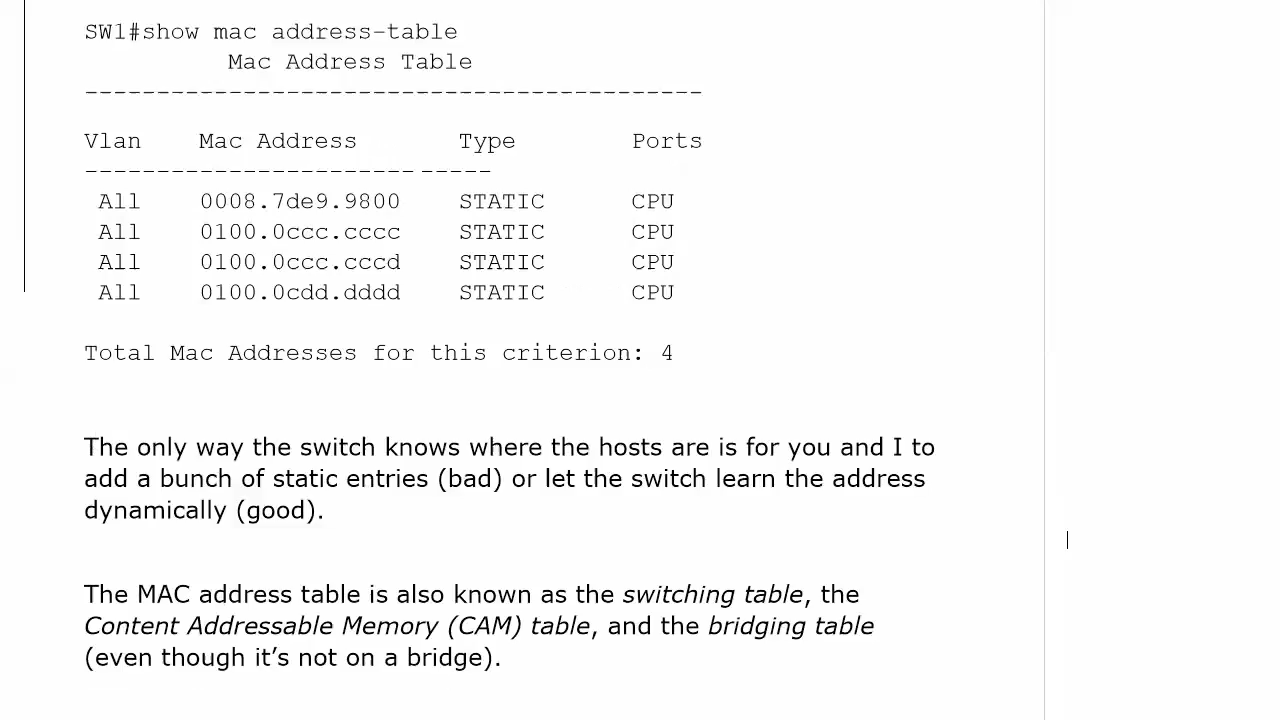 SW1#show mac address-table
Mac Address Table
-------------------------------------------
Vlan Mac Address Type Ports
----------------------- -----
All 0008.7de9.9800 STATIC CPU
All 0100.0ccc.cccc STATIC CPU
All 0100.0ccc.cccd STATIC CPU
All 0100.0cdd.dddd STATIC CPU
Total Mac Addresses for this criterion: 4
The only way the switch knows where the hosts are is for you and I to
add a bunch of static entries (bad) or let the switch learn the address
dynamically (good).
The MAC address table is also known as the switching table, the
Content Addressable Memory (CAM) table, and the bridging table
(even though it’s not on a bridge).